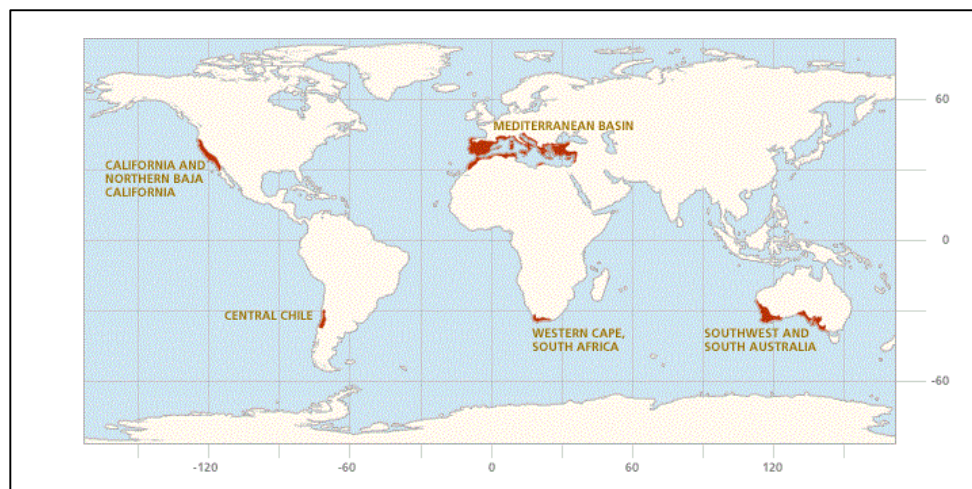 60
MEDITERRANEAN BASIN
CALIFORNIA AND
NORTHERN BAJA
CALIFORNIA
0
CENTRAL CHILE
WESTERN CAPE,
SOUTH AFRICA
SOUTHWEST AND
SOUTH AUSTRALIA
-60
-120
-60
0
60
120